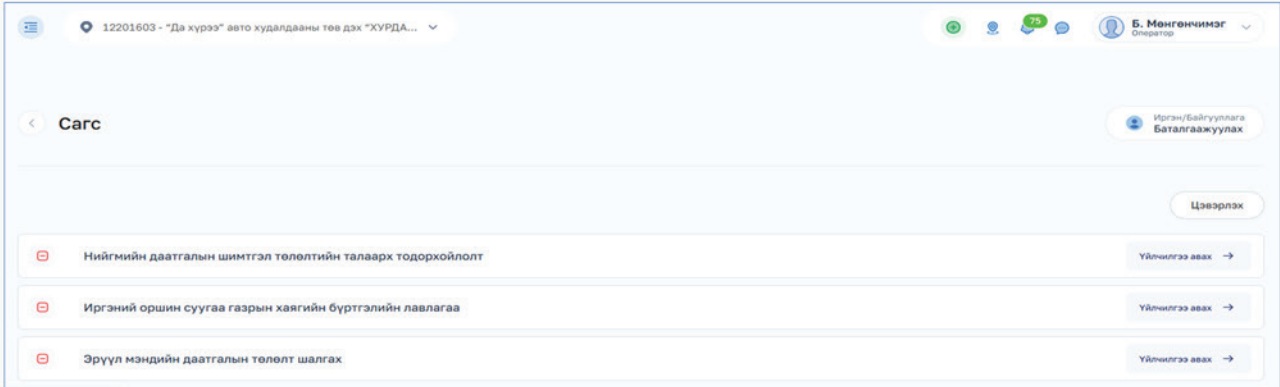 12201603 - "Да хүрээ" авто худалдааны төв дэх "ХУРДА...
75
Б. Мөнгөнчимэг
Оператор
Сагс
Иргэн/Байгууллага
Баталгаажуулах
Цэвэрлэх
Нийгмийн даатгалын шимтгэл төлөлтийн талаарх тодорхойлолт
Үйлчилгээ авах →
Иргэний оршин суугаа газрын хаягийн бүртгэлийн лавлагаа
Үйлчилгээ авах →
Эрүүл мэндийн даатгалын төлөлт шалгах
Үйлчилгээ авах →